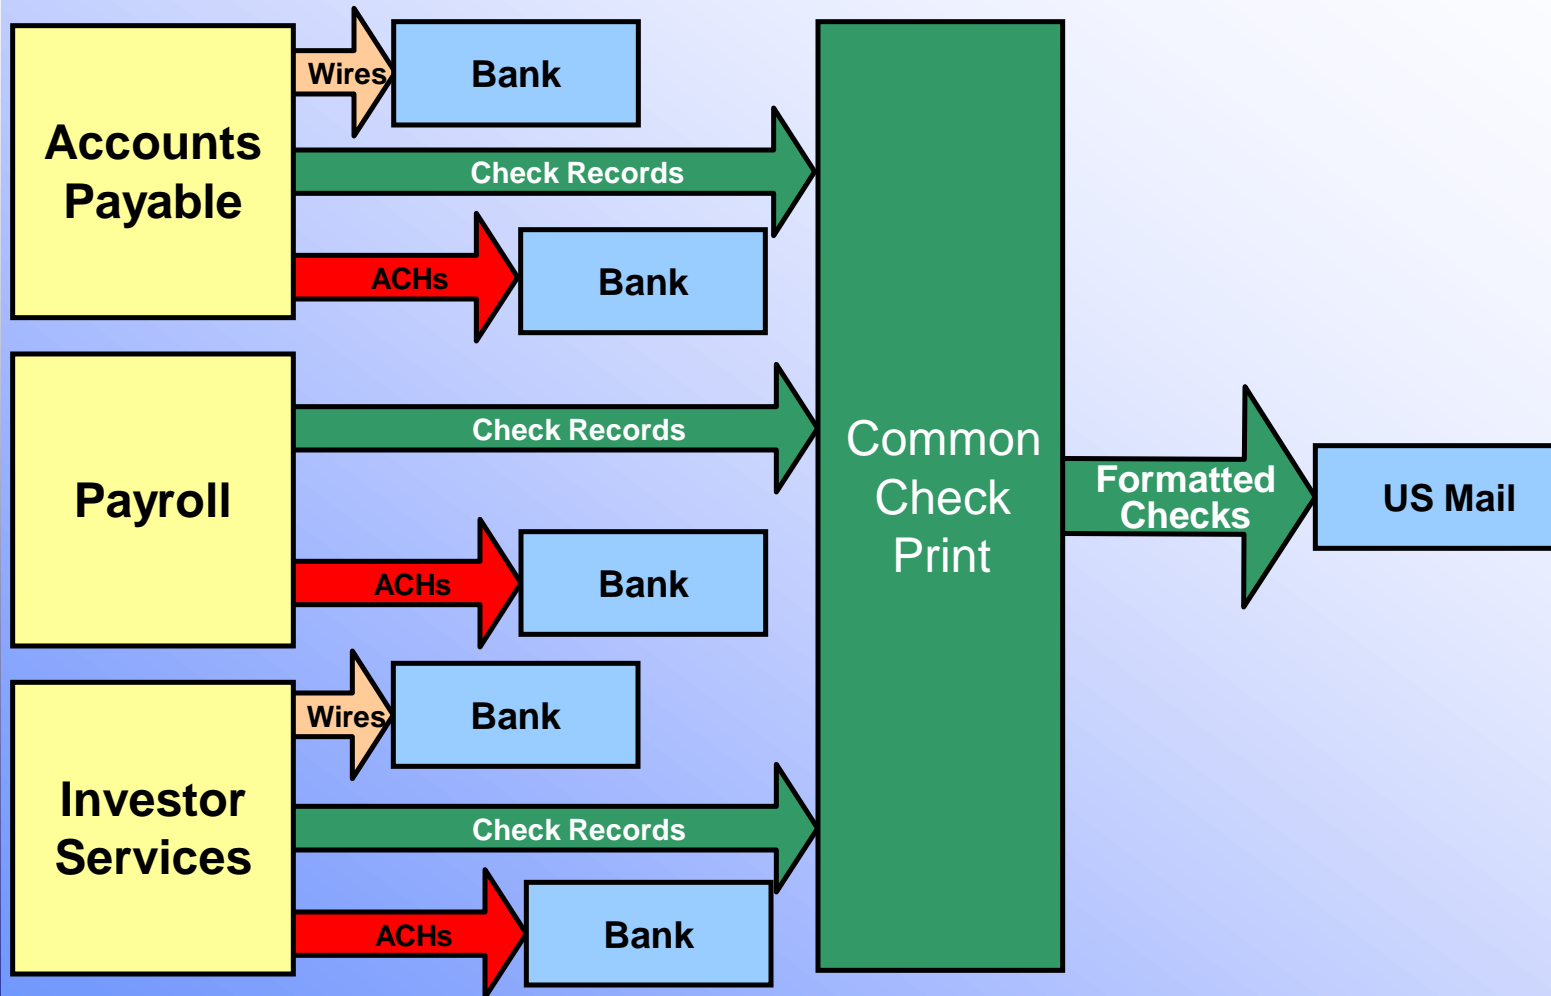 Wires
Bank
Accounts
Payable
Check Records
ACHs
Bank
Payroll
Check Records
ACHs
Bank
Wires
Bank
Investor
Services
Check Records
ACHs
Bank
Common
Check
Print
Formatted
Checks
US Mail